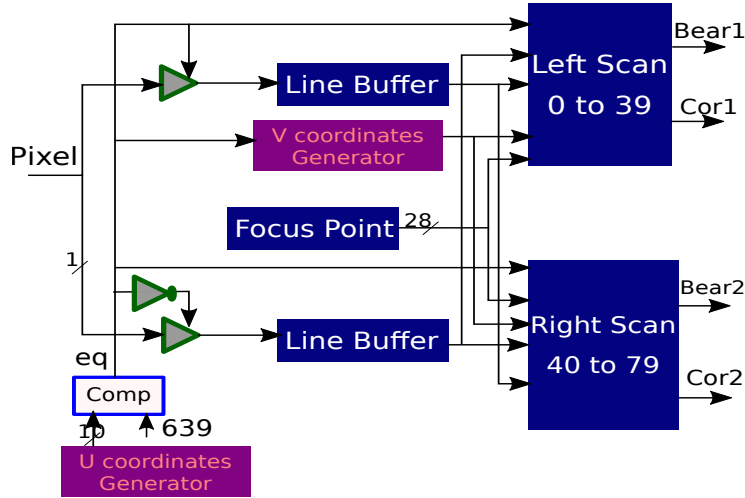 Bear1
Left Scan
0 to 39
Line Buffer
Cor1
V coordinates
Generator
Pixel
Focus Point
28
1
Bear2
Right Scan
Line Buffer
40 to 79
eq
Cor2
Comp
10
639
U coordinates
Generator